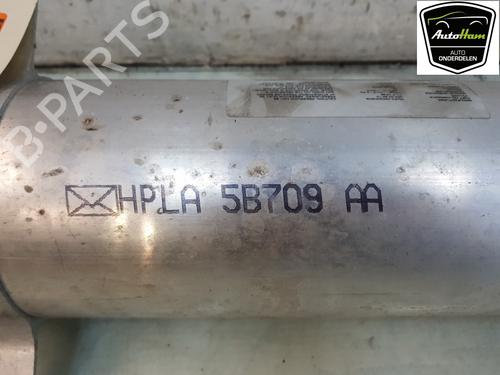 AutoHam
AUTO
ONDERDELEN
B-PARTS
HPLA 5B709 AA